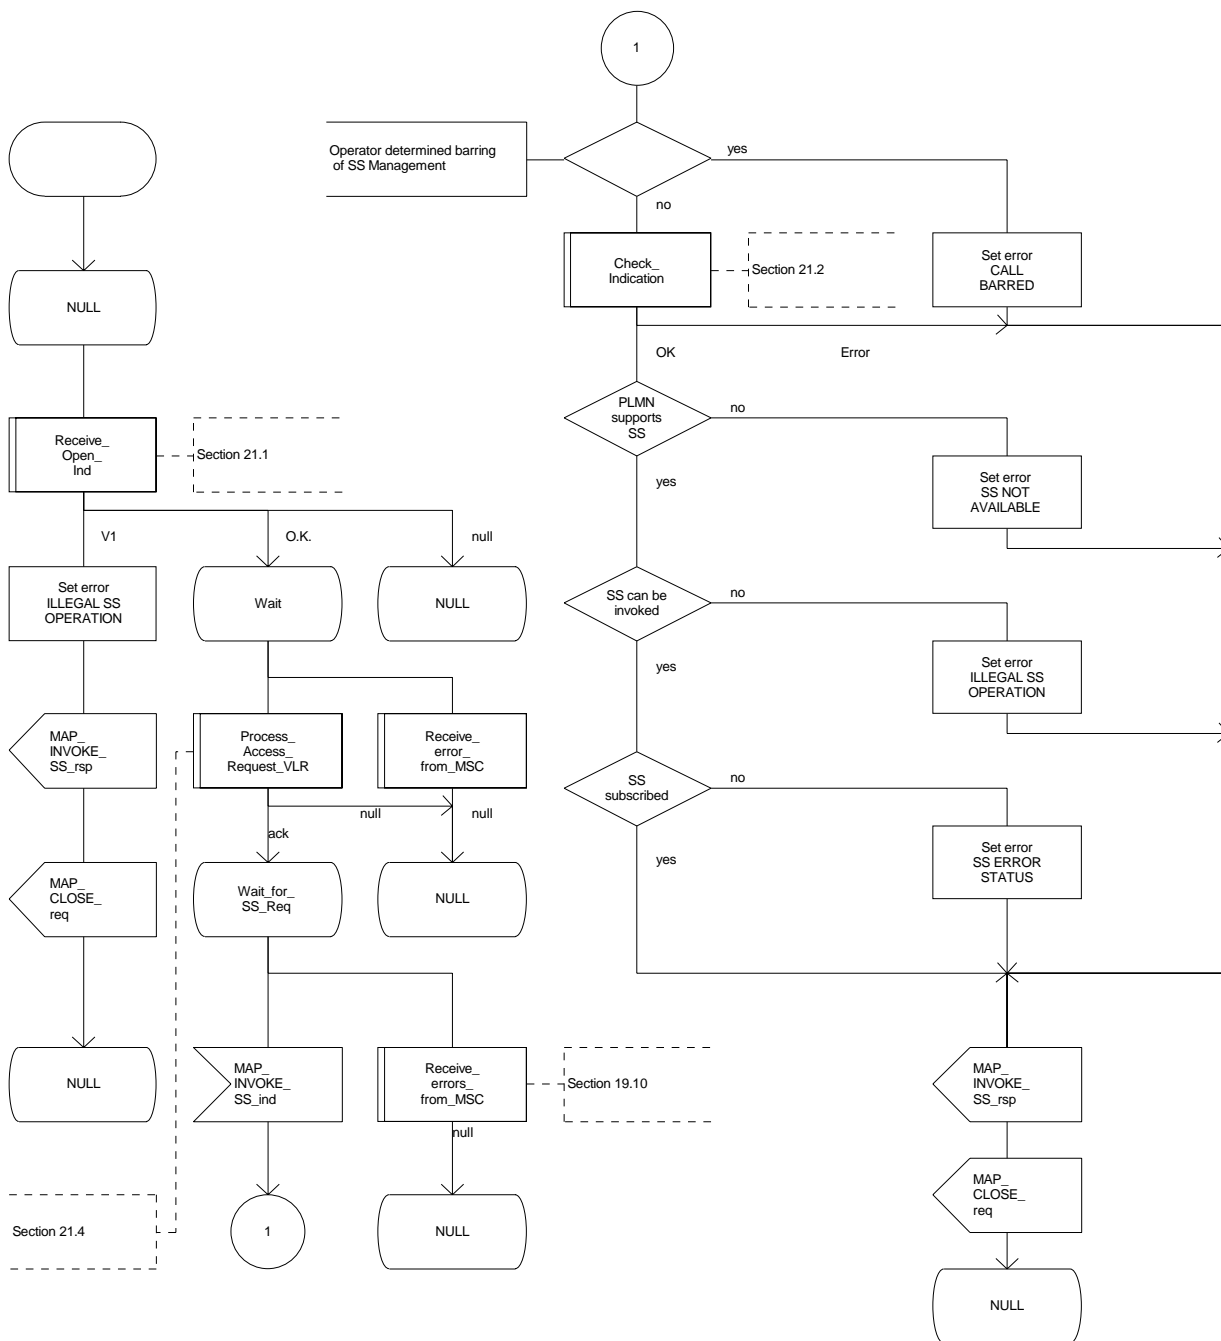 1
Operator determined barring
of SS Management
yes
no
Check_
Indication
Section 21.2
Set error
CALL
BARRED
NULL
OK
Error
PLMN
supports
SS
no
Receive_
Open_
Ind
Section 21.1
yes
Set error
SS NOT
AVAILABLE
V1
O.K.
null
Set error
ILLEGAL SS
OPERATION
Wait
NULL
SS can be
invoked
no
yes
Set error
ILLEGAL SS
OPERATION
MAP_
INVOKE_
SS_rsp
Process_
Access_
Request_VLR
Receive_
error_
from_MSC
SS
subscribed
no
null
null
ack
yes
Set error
SS ERROR
STATUS
MAP_
CLOSE_
req
Wait_for_
SS_Req
NULL
NULL
MAP_
INVOKE_
SS_ind
Receive_
errors_
from_MSC
Section 19.10
MAP_
INVOKE_
SS_rsp
null
MAP_
CLOSE_
req
Section 21.4
1
NULL
NULL